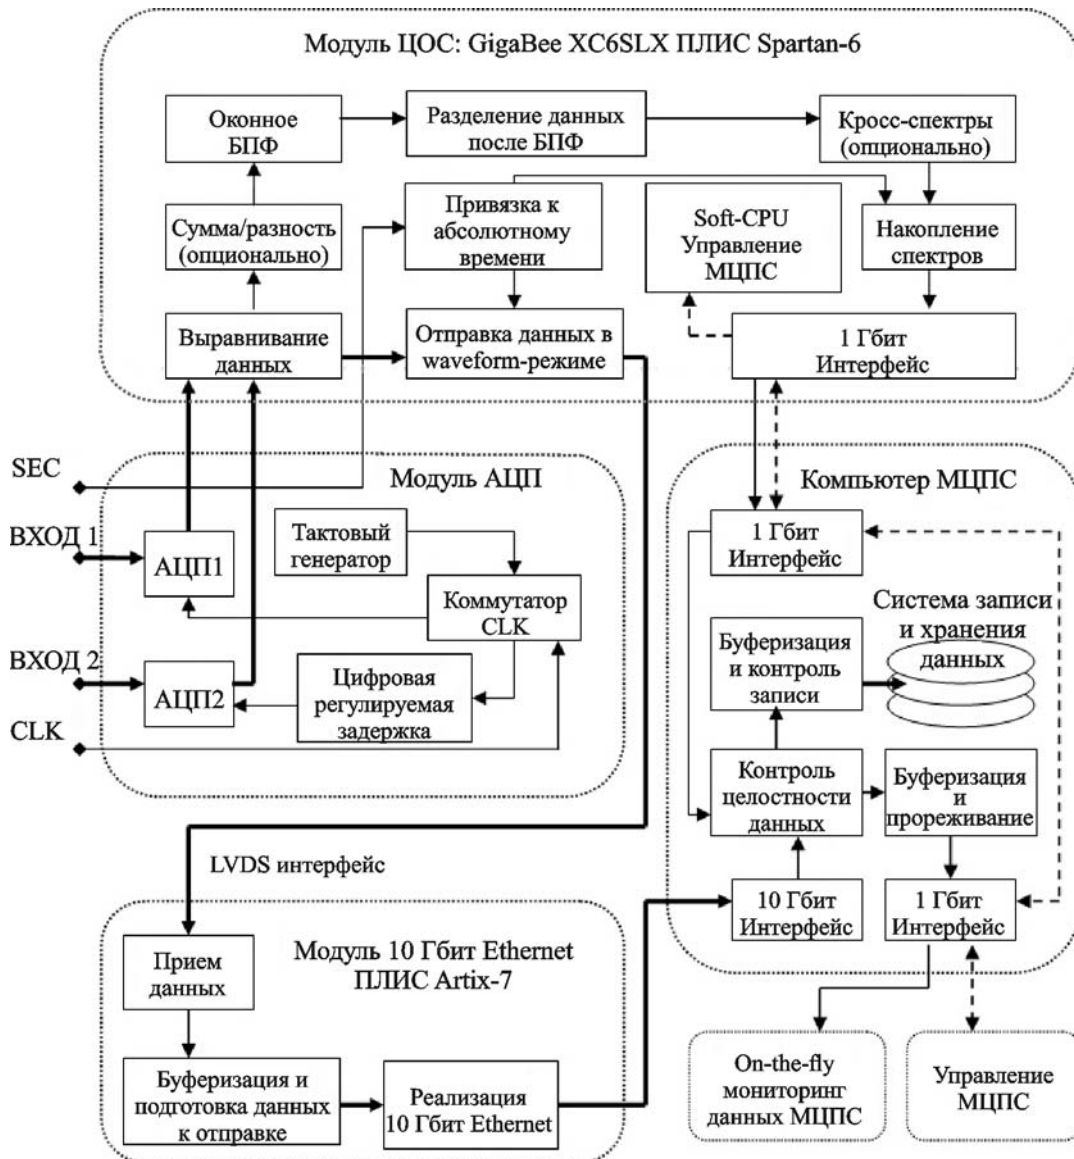 Модуль ЦОС: GigaBee XC6SLX ПЛИС Spartan-6
Оконное
БПФ
Разделение данных
после БПФ
Кросс-спектры
(опционально)
Сумма/разность
(опционально)
Привязка к
абсолютному
времени
Soft-CPU
Управление
МЦПС
Накопление
спектров
Выравнивание
данных
Отправка данных в
waveform-режиме
1 Гбит
Интерфейс
SEC
ВХОД 1
ВХОД 2
CLK
Модуль АЦП
АЦП1
Тактовый
генератор
Коммутатор
CLK
АЦП2
Цифровая
регулируемая
задержка
Компьютер МЦПС
1 Гбит
Интерфейс
Буферизация
и контроль
записи
Система записи
и хранения
данных
Контроль
целостности
данных
Буферизация
и
прореживание
10 Гбит
Интерфейс
1 Гбит
Интерфейс
LVDS интерфейс
Модуль 10 Гбит Ethernet
ПЛИС Artix-7
Прием
данных
Буферизация и
подготовка данных
к отправке
Реализация
10 Гбит Ethernet
On-the-fly
мониторинг
данных МЦПС
Управление
МЦПС